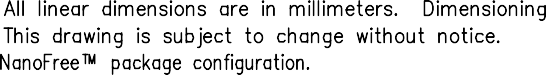 All linear dimensions are in millimeters. Dimensioning
This drawing is subject to change without notice.
NanoFree™ package configuration.